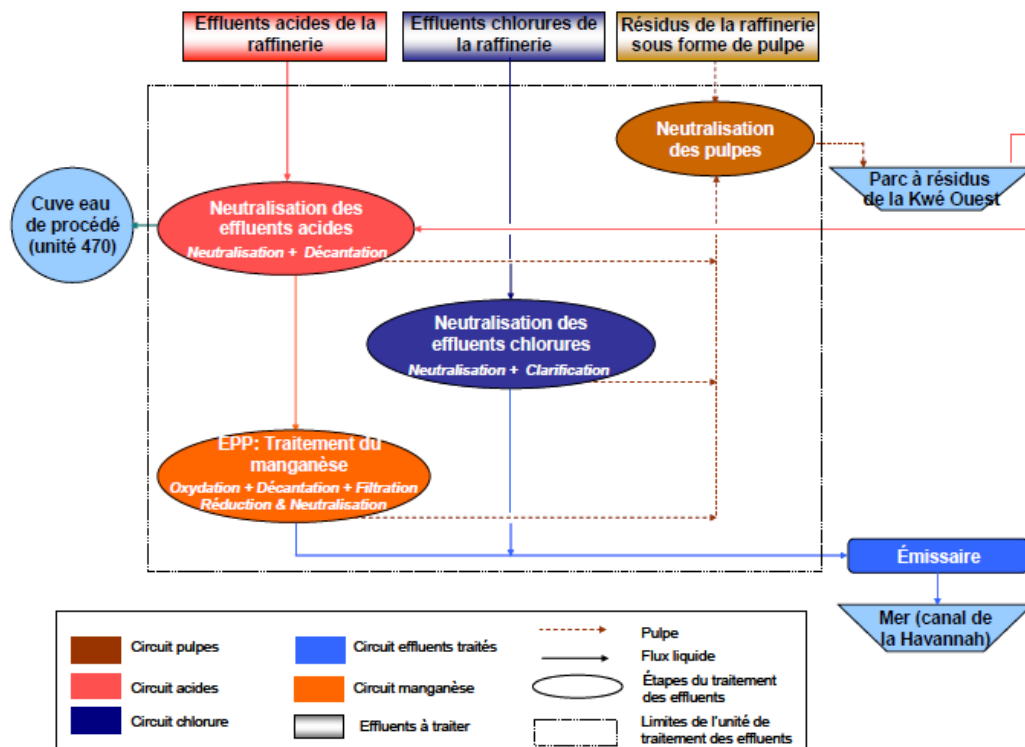 Effluents acides de la
raffinerie
Effluents chlorures de
la raffinerie
Résidus de la raffinerie
sous forme de pulpe
Neutralisation
des pulpes
Parc à résidus
de la Kwé Ouest
Cuve eau
de procédé
(unité 470)
Neutralisation des
effluents acides
Neutralisation + Décantation
Neutralisation des
effluents chlorures
Neutralisation + Clarification
EPP: Traitement du
manganèse
Oxydation + Décantation + Filtration
Réduction & Neutralisation
Émissaire
Mer (canal de
la Havannah)
Circuit pulpes
Circuit acides
Circuit chlorure
Circuit effluents traités
Circuit manganèse
Effluents à traiter
Pulpe
Flux liquide
Étapes du traitement
des effluents
Limites de l'unité de
traitement des effluents